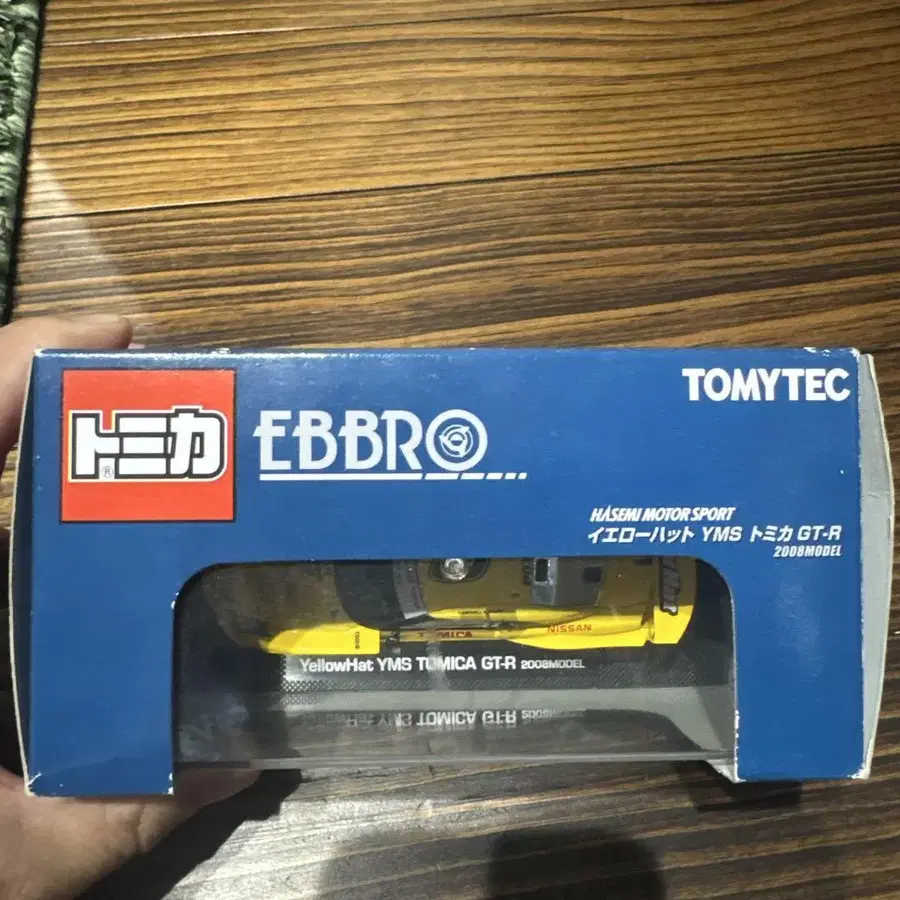 トミカ®
EBBRO
TOMYTEC
HASEMI MOTOR SPORT
イエローハット YMS トミカ GT-R
2008MODEL
TOMICA
NISSAN
YellowHat YMS TOMICA GT-R 2008MODEL